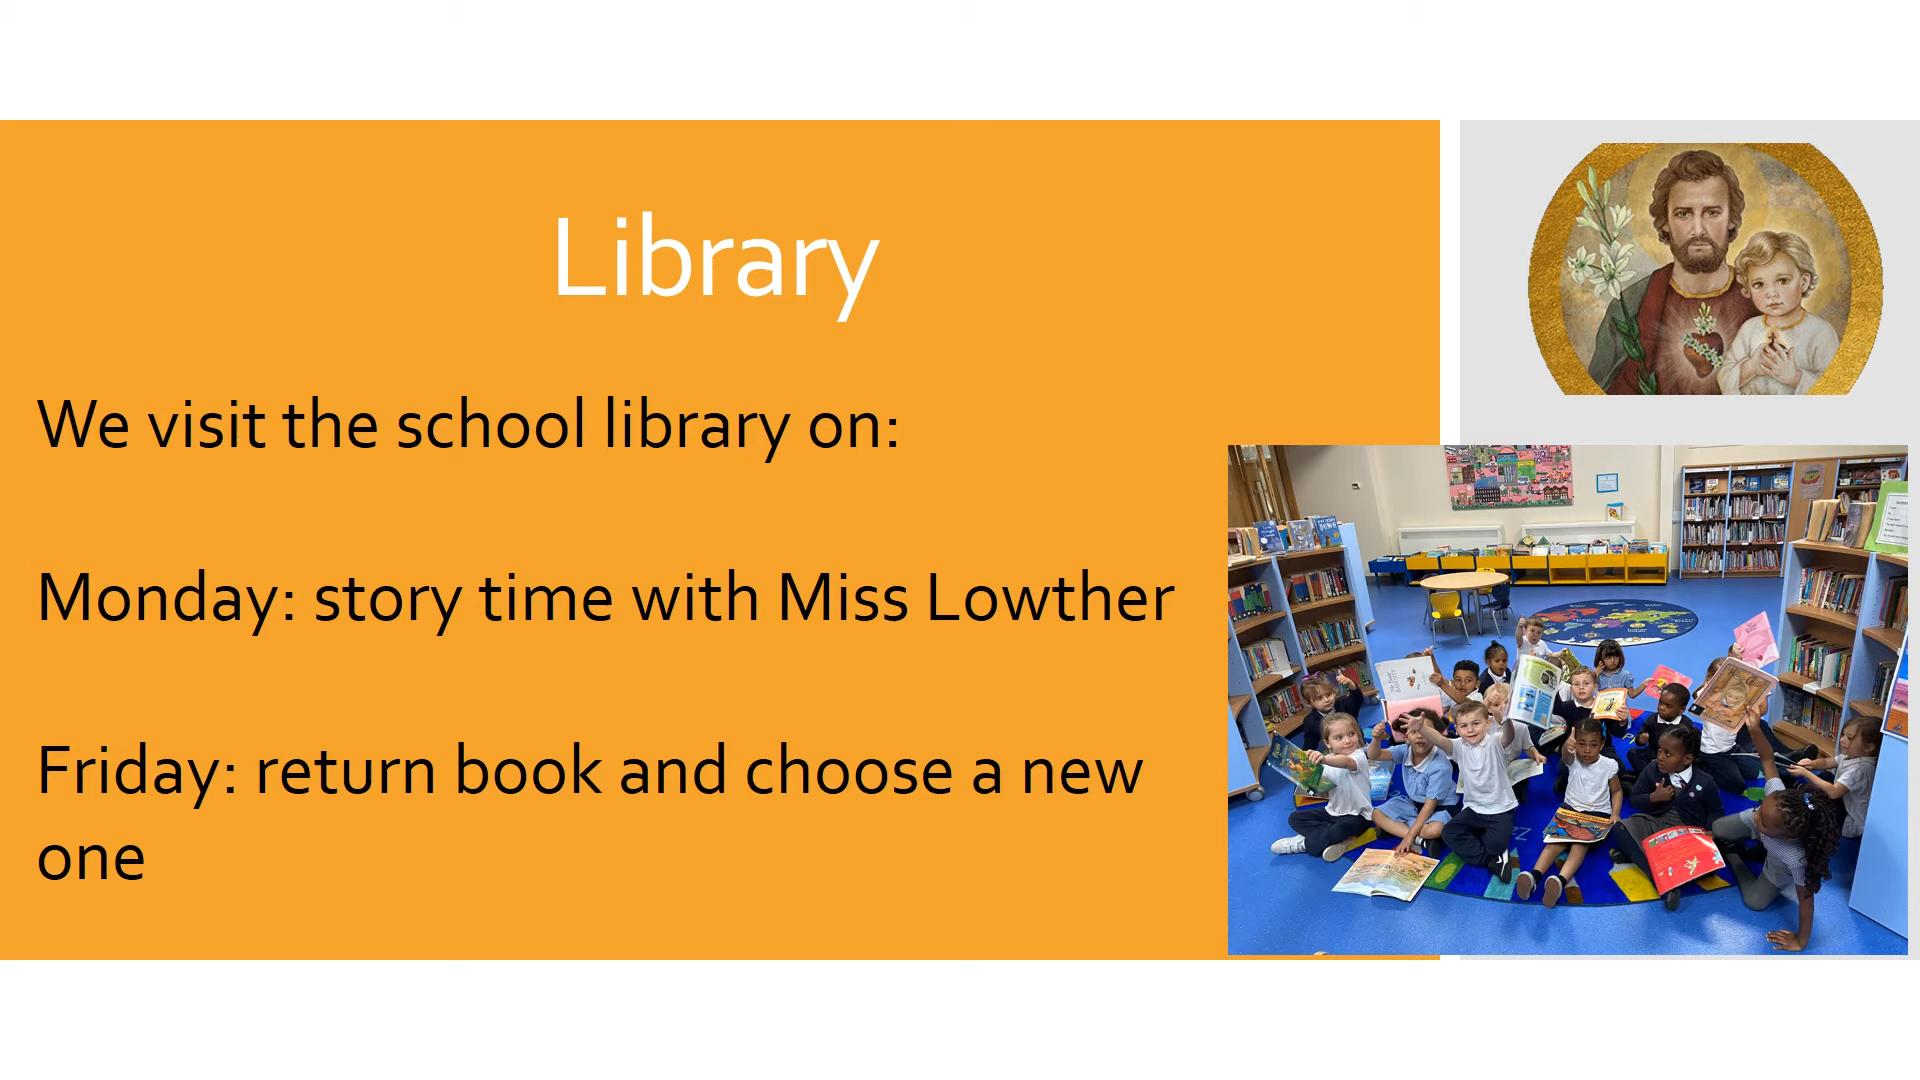 Library
We visit the school library on:
Monday: story time with Miss Lowther
Friday: return book and choose a new
one